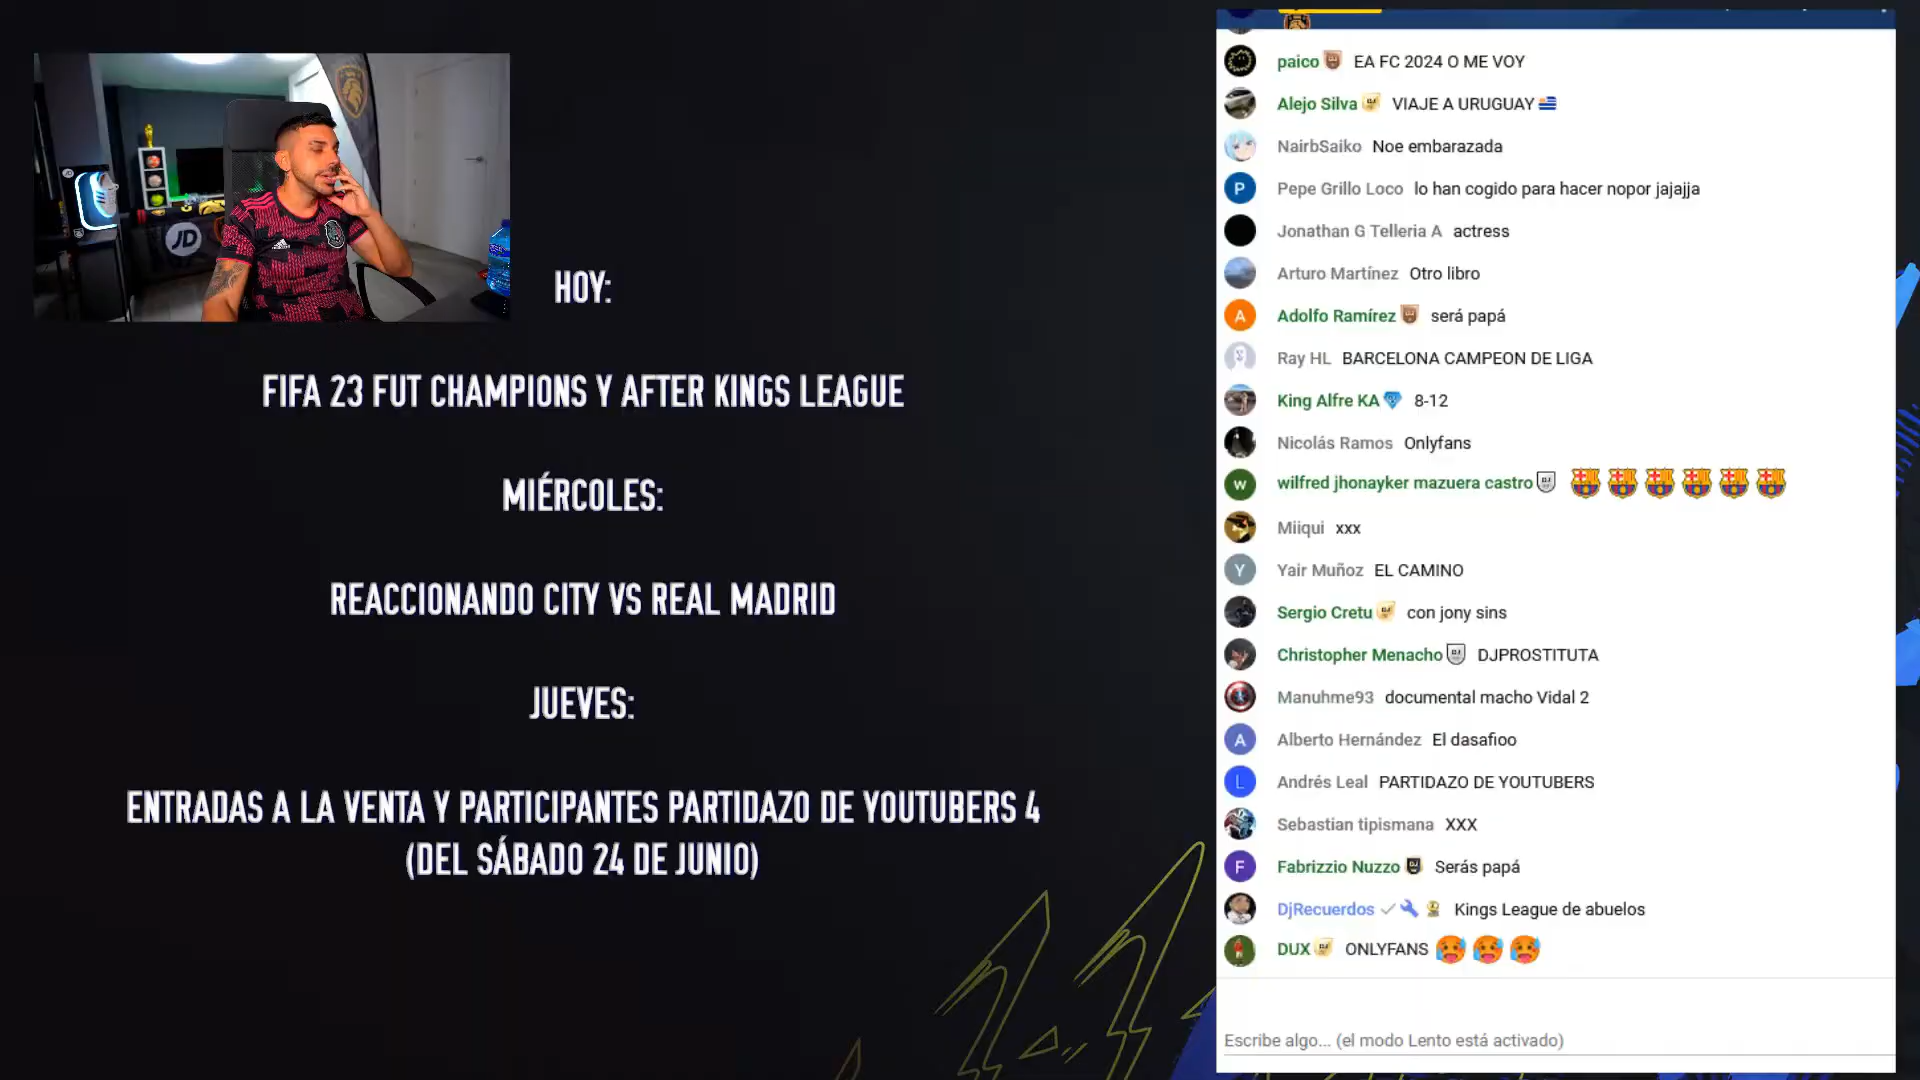 HOY:
FIFA 23 FUT CHAMPIONS Y AFTER KINGS LEAGUE
MIÉRCOLES:
REACCIONANDO CITY VS REAL MADRID
JUEVES:
ENTRADAS A LA VENTA Y PARTICIPANTES PARTIDAZO DE YOUTUBERS 4
(DEL SÁBADO 24 DE JUNIO)
JD
paico EA FC 2024 O ME VOY
Alejo Silva VIAJE A URUGUAY
NairbSaiko Noe embarazada
P Pepe Grillo Loco lo han cogido para hacer nopor jajajja
Jonathan G Telleria A actress
Arturo Martínez Otro libro
A Adolfo Ramírez será papá
Ray HL BARCELONA CAMPEON DE LIGA
King Alfre KA 8-12
Nicolás Ramos Onlyfans
w wilfred jhonayker mazuera castro
Miiqui xxx
Y Yair Muñoz EL CAMINO
Sergio Cretu con jony sins
Christopher Menacho DJPROSTITUTA
Manuhme93 documental macho Vidal 2
A Alberto Hernández El dasafioo
L Andrés Leal PARTIDAZO DE YOUTUBERS
Sebastian tipismana XXX
F Fabrizzio Nuzzo Serás papá
DjRecuerdos Kings League de abuelos
DUX ONLYFANS
Escribe algo... (el modo Lento está activado)